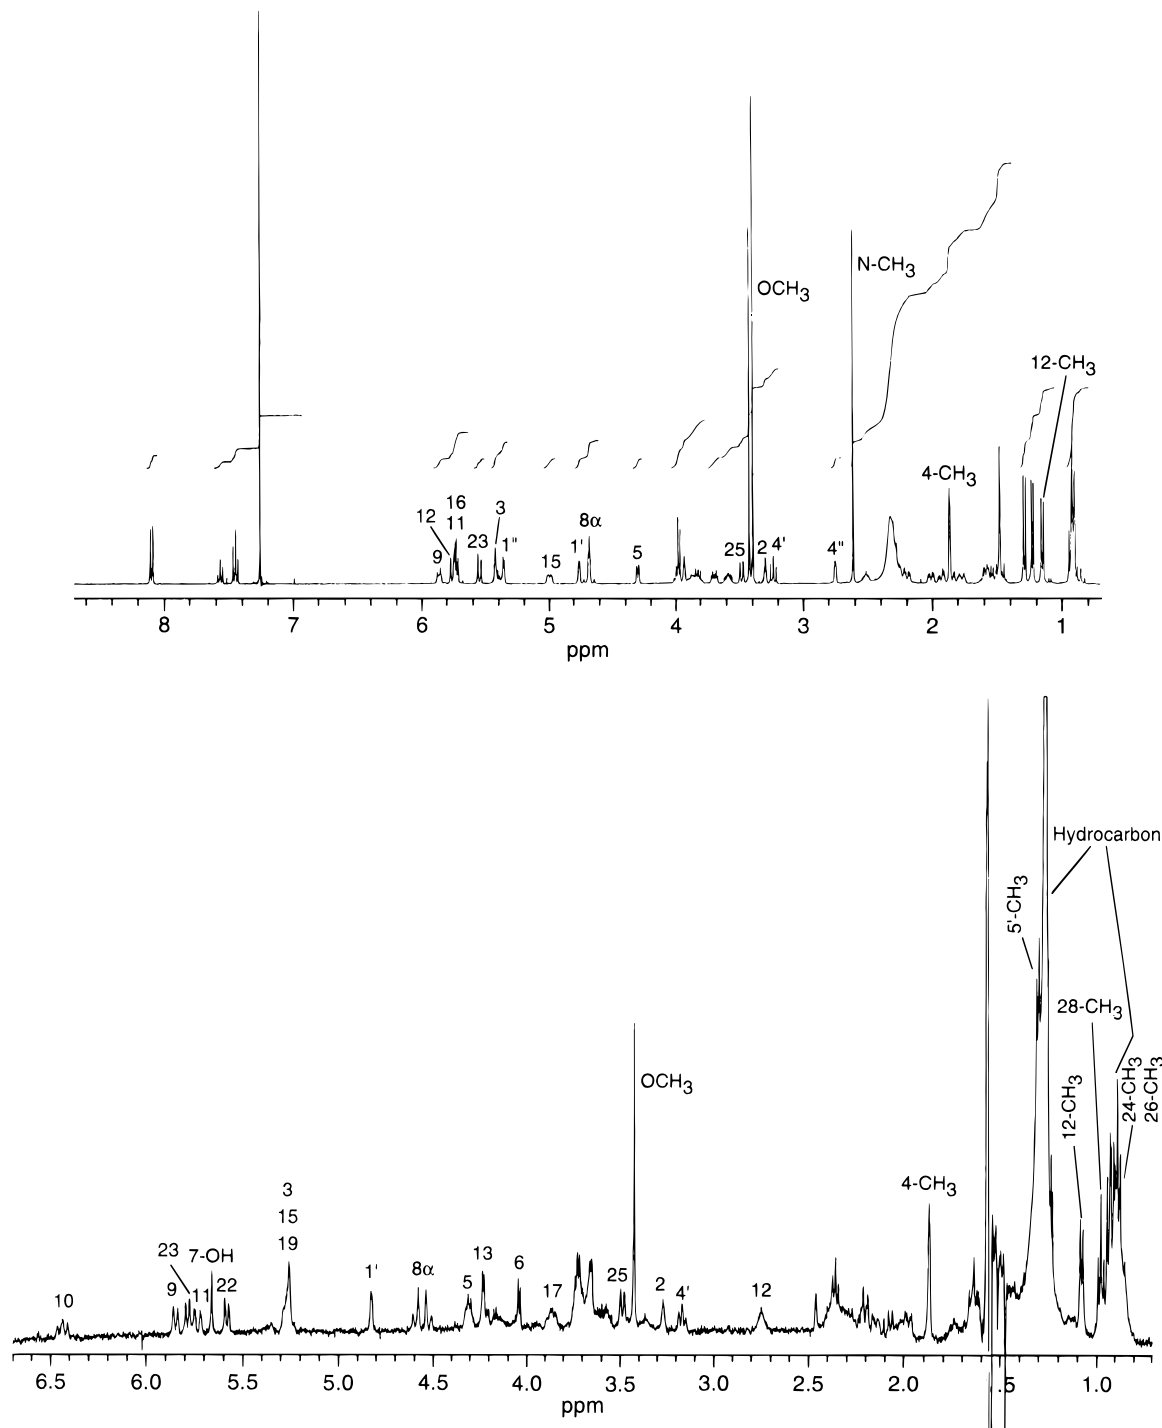 N-CH3
OCH3
12-CH3
4-CH3
16
12 11 3
9 23 1" 15 1' 8α 5 25 2 4' 4"
8 7 6 5 4 3 2 1
ppm
Hydrocarbon
5'-CH3
28-CH3
OCH3
12-CH3
24-CH3
26-CH3
4-CH3
3
15
23 7-OH 19
10 9 11 22 1' 8α 5 13 6 17 25 2 4' 12
6.5 6.0 5.5 5.0 4.5 4.0 3.5 3.0 2.5 2.0 .5 1.0
ppm